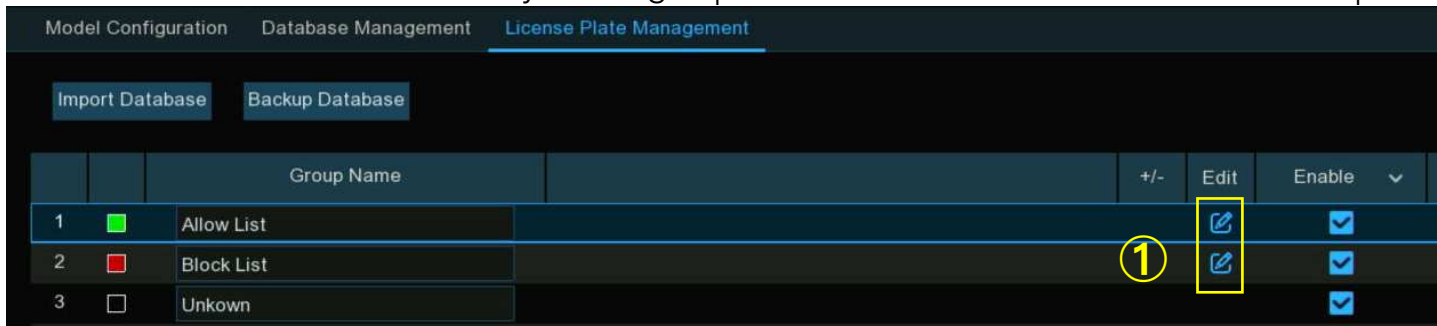 Model Configuration Database Management License Plate Management
Import Database Backup Database
Group Name +/- Edit Enable
1 Allow List
① 
2 Block List
3 Unkown